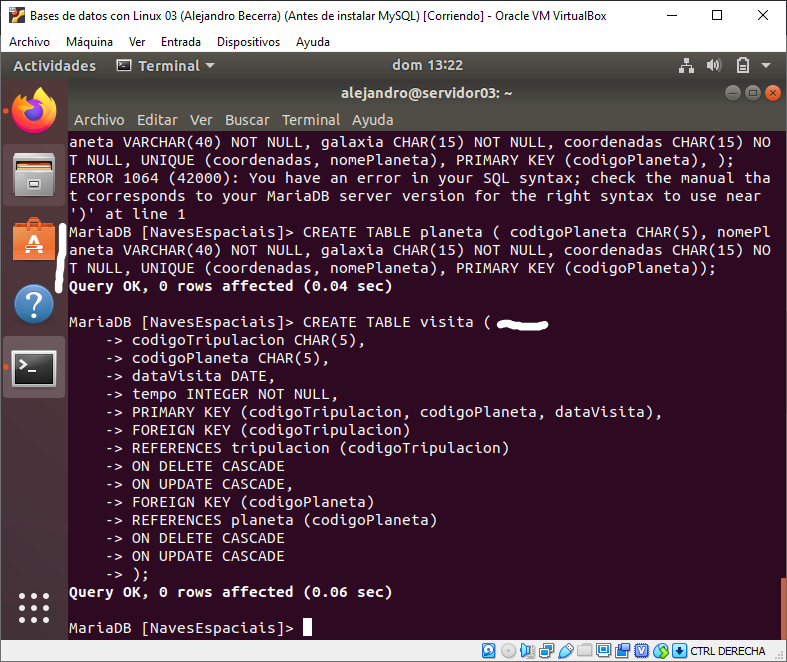 Bases de datos con Linux 03 (Alejandro Becerra) (Antes de instalar MySQL) [Corriendo] - Oracle VM VirtualBox
Archivo Máquina Ver Entrada Dispositivos Ayuda
Actividades Terminal dom 13:22
alejandro@servidor03: ~
Archivo Editar Ver Buscar Terminal Ayuda
aneta VARCHAR(40) NOT NULL, galaxia CHAR(15) NOT NULL, coordenadas CHAR(15) NO
T NULL, UNIQUE (coordenadas, nomePlaneta), PRIMARY KEY (codigoPlaneta), );
ERROR 1064 (42000): You have an error in your SQL syntax; check the manual tha
t corresponds to your MariaDB server version for the right syntax to use near
')' at line 1
MariaDB [NavesEspaciais]> CREATE TABLE planeta ( codigoPlaneta CHAR(5), nomePl
aneta VARCHAR(40) NOT NULL, galaxia CHAR(15) NOT NULL, coordenadas CHAR(15) NO
T NULL, UNIQUE (coordenadas, nomePlaneta), PRIMARY KEY (codigoPlaneta));
Query OK, 0 rows affected (0.04 sec)
MariaDB [NavesEspaciais]> CREATE TABLE visita (
-> codigoTripulacion CHAR(5),
-> codigoPlaneta CHAR(5),
-> dataVisita DATE,
-> tempo INTEGER NOT NULL,
-> PRIMARY KEY (codigoTripulacion, codigoPlaneta, dataVisita),
-> FOREIGN KEY (codigoTripulacion)
-> REFERENCES tripulacion (codigoTripulacion)
-> ON DELETE CASCADE
-> ON UPDATE CASCADE,
-> FOREIGN KEY (codigoPlaneta)
-> REFERENCES planeta (codigoPlaneta)
-> ON DELETE CASCADE
-> ON UPDATE CASCADE
-> );
Query OK, 0 rows affected (0.06 sec)
MariaDB [NavesEspaciais]>
CTRL DERECHA